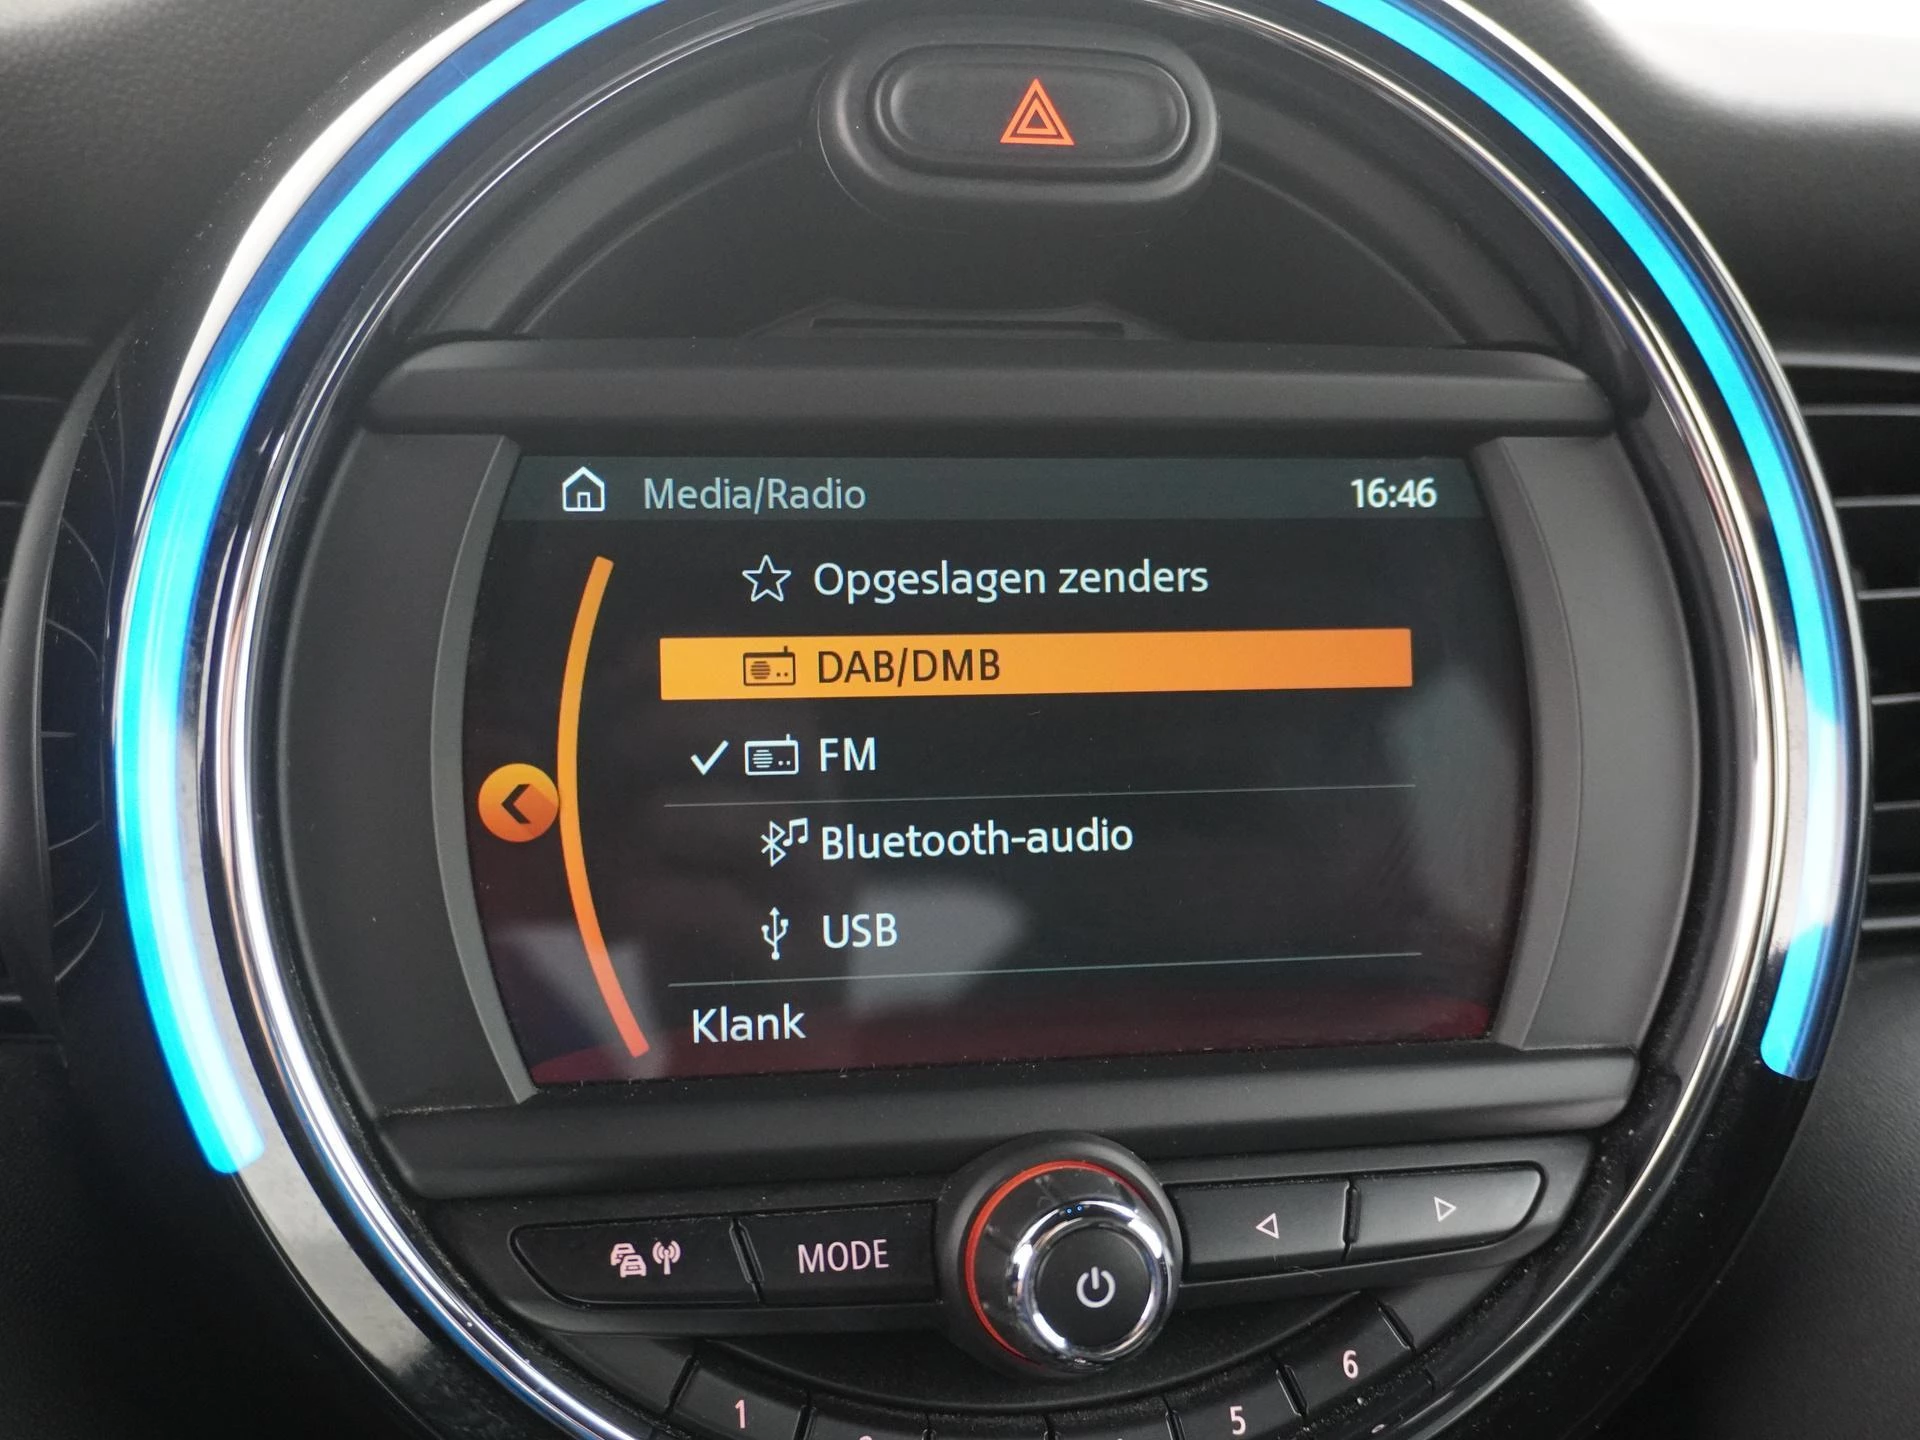 Media/Radio 16:46
Opgeslagen zenders
DAB/DMB
FM
Bluetooth-audio
USB
Klank
MODE
1 5 6